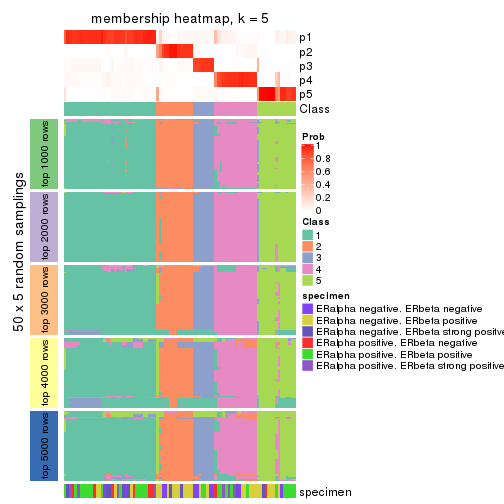 membership heatmap, k = 5
p1
p2
p3
p4
p5
Class
50 x 5 random samplings
top 1000 rows
top 2000 rows
top 3000 rows
top 4000 rows
top 5000 rows
Prob
1
0.8
0.6
0.4
0.2
0
Class
1
2
3
4
5
specimen
ERalpha negative. ERbeta negative
ERalpha negative. ERbeta positive
ERalpha negative. ERbeta strong positive
ERalpha positive. ERbeta negative
ERalpha positive. ERbeta positive
ERalpha positive. ERbeta strong positive
specimen